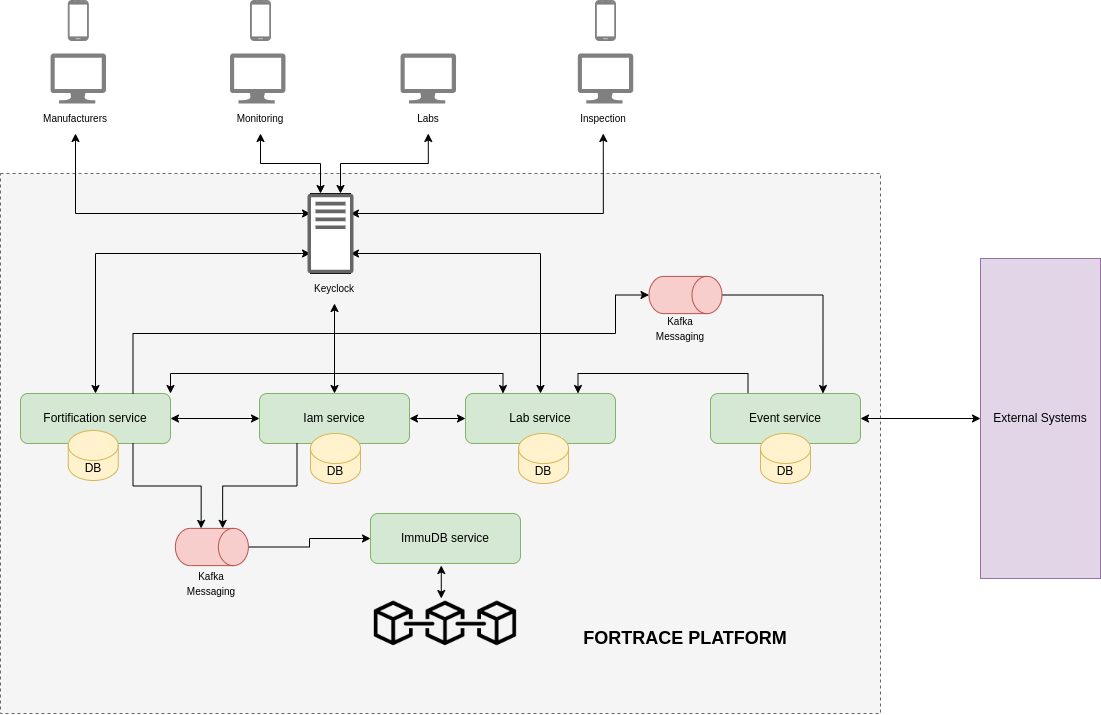 Manufacturers
Monitoring
Labs
Inspection
Keyclock
Kafka
Messaging
Fortification service
Iam service
Lab service
Event service
External Systems
DB
DB
DB
DB
ImmuDB service
Kafka
Messaging
FORTRACE PLATFORM